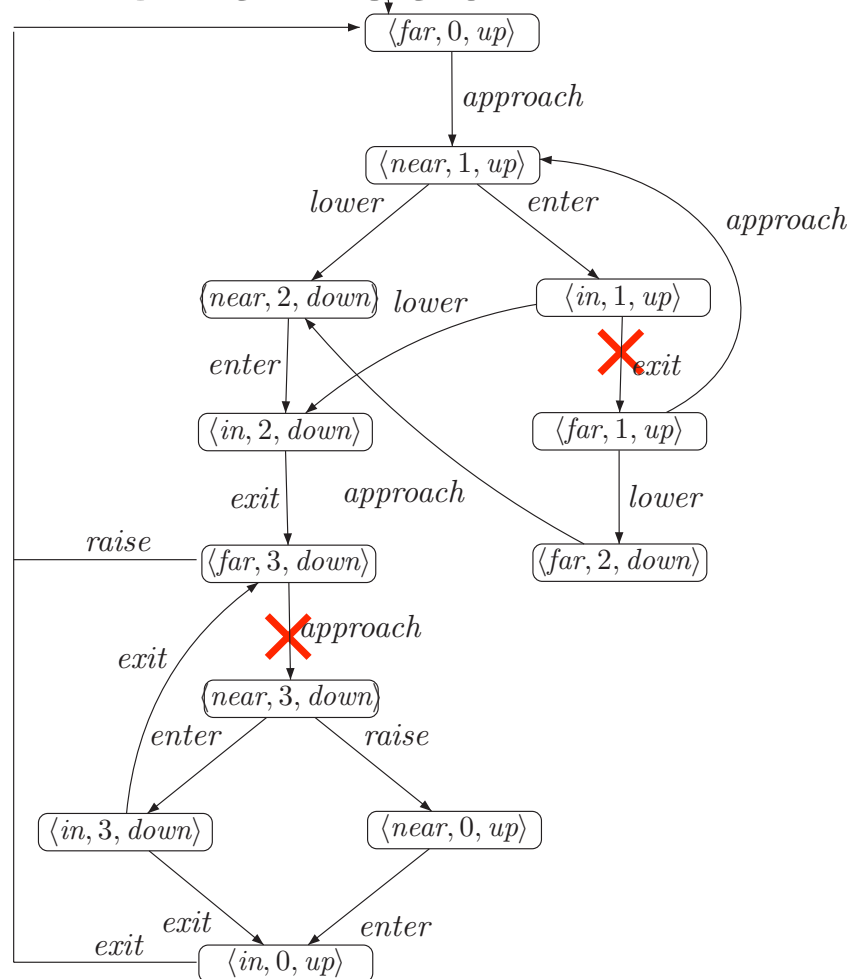 ⟨far, 0, up⟩
approach
⟨near, 1, up⟩
lower
enter
approach
⟨near, 2, down⟩
lower
⟨in, 1, up⟩
enter
exit
⟨in, 2, down⟩
⟨far, 1, up⟩
exit
approach
lower
raise
⟨far, 3, down⟩
⟨far, 2, down⟩
approach
exit
⟨near, 3, down⟩
enter
raise
⟨in, 3, down⟩
⟨near, 0, up⟩
exit
enter
exit
⟨in, 0, up⟩